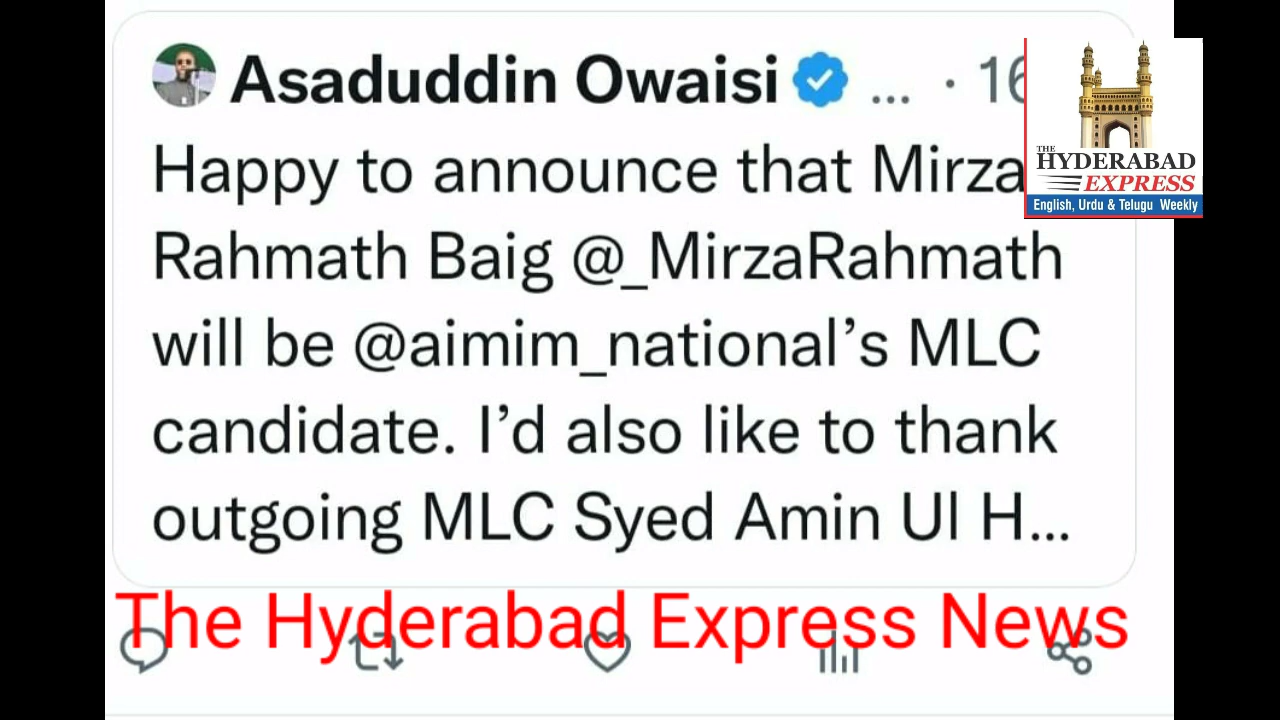 Asaduddin Owaisi ... · 16
Happy to announce that Mirza
Rahmath Baig @_MirzaRahmath
will be @aimim_national’s MLC
candidate. I’d also like to thank
outgoing MLC Syed Amin Ul H...
THE
HYDERABAD
EXPRESS
English, Urdu & Telugu Weekly
The Hyderabad Express News